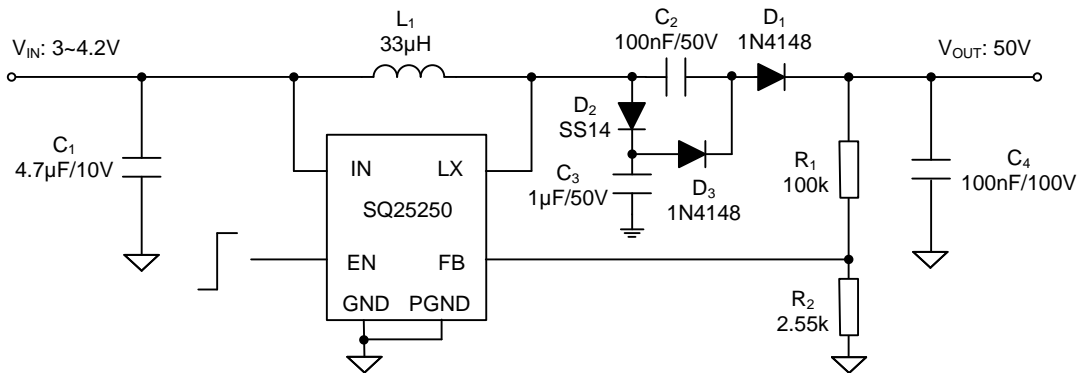 L1
33µH
C2
100nF/50V
D1
1N4148
VIN: 3~4.2V
VOUT: 50V
D2
SS14
C1
4.7µF/10V
IN
LX
C3
1µF/50V
D3
1N4148
R1
100k
C4
100nF/100V
SQ25250
EN
FB
GND
PGND
R2
2.55k